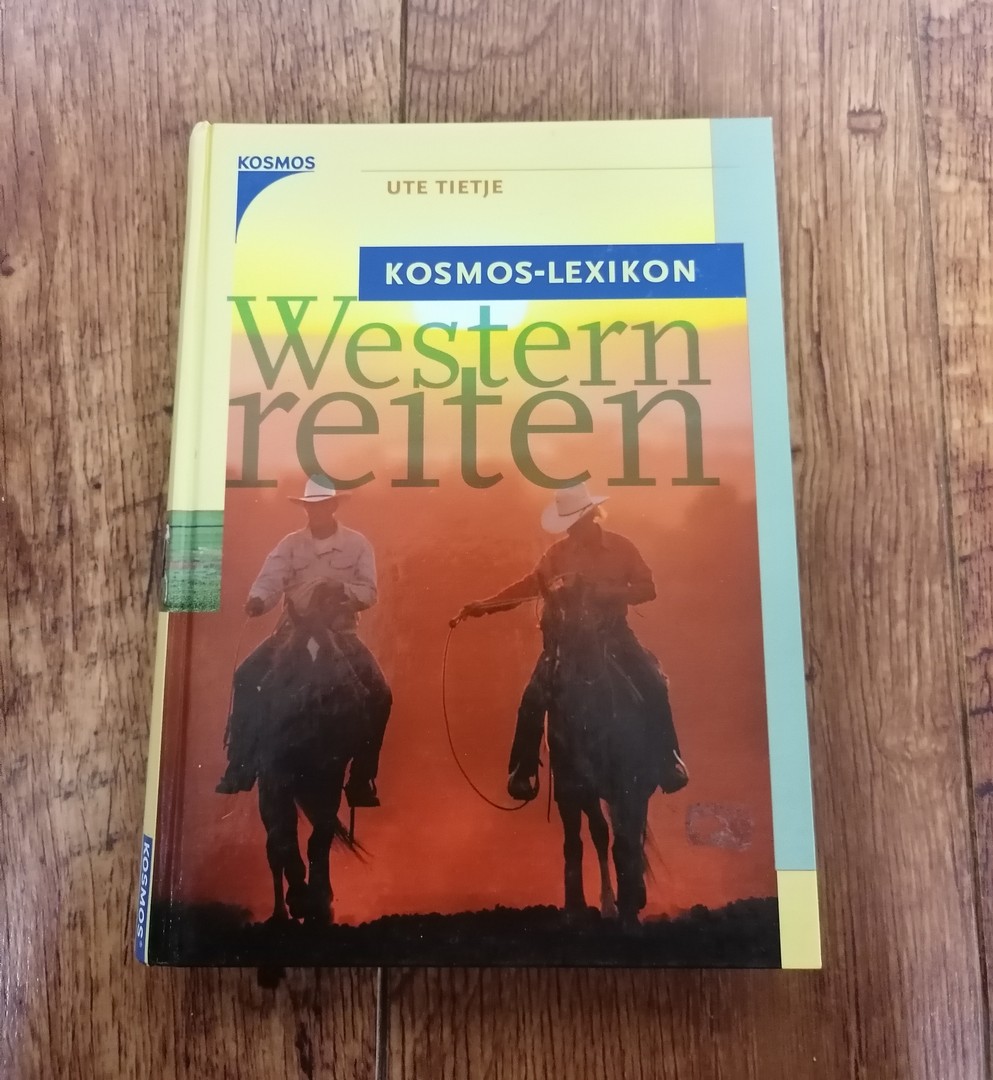 KOSMOS
UTE TIETJE
KOSMOS-LEXIKON
Western
reiten
KOSMOS